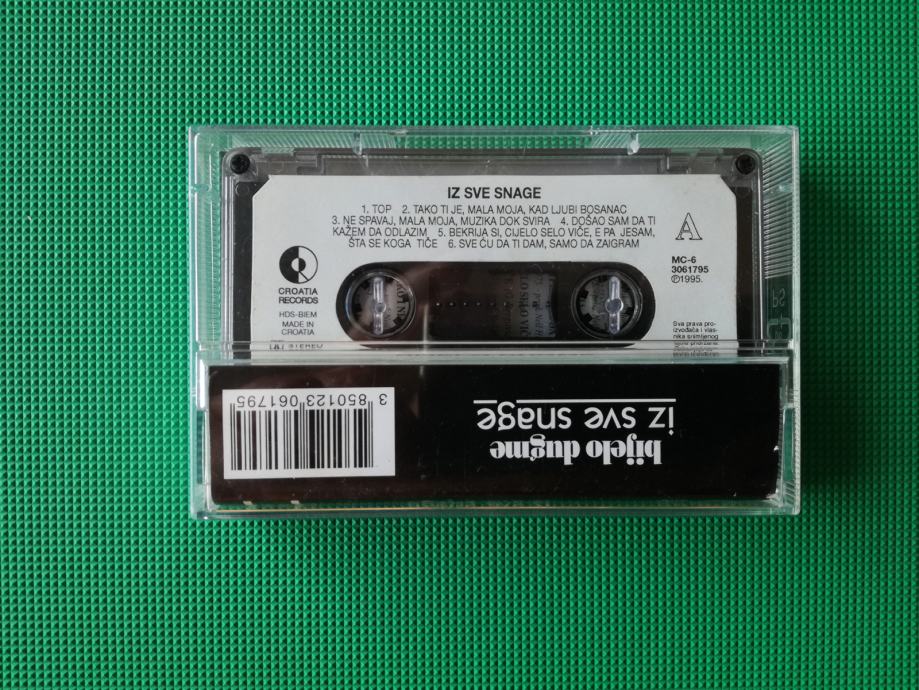 IZ SVE SNAGE
1. TOP 2. TAKO TI JE, MALA MOJA, KAD LJUBI BOSANAC
3. NE SPAVAJ, MALA MOJA, MUZIKA DOK SVIRA 4. DOŠAO SAM DA TI
KAŽEM DA ODLAZIM 5. BEKRIJA SI, CIJELO SELO VIČE, E PA JESAM,
ŠTA SE KOGA TIČE 6. SVE ĆU DA TI DAM, SAMO DA ZAIGRAM
A
MC-6
3061795
℗1995.
CROATIA
RECORDS
HDS-BIEM
MADE IN
CROATIA
STEREO
Sva prava pro-
izvođača i vlas-
nika snimljenog
bijelo dugme
iz sve snage
3 850123 061795